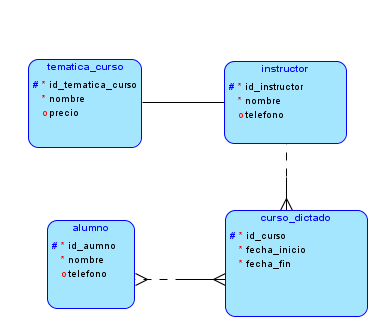 tematica_curso
# * id_tematica_curso
* nombre
o precio
instructor
# * id_instructor
* nombre
o telefono
alumno
# * id_aumno
* nombre
o telefono
curso_dictado
# * id_curso
* fecha_inicio
* fecha_fin